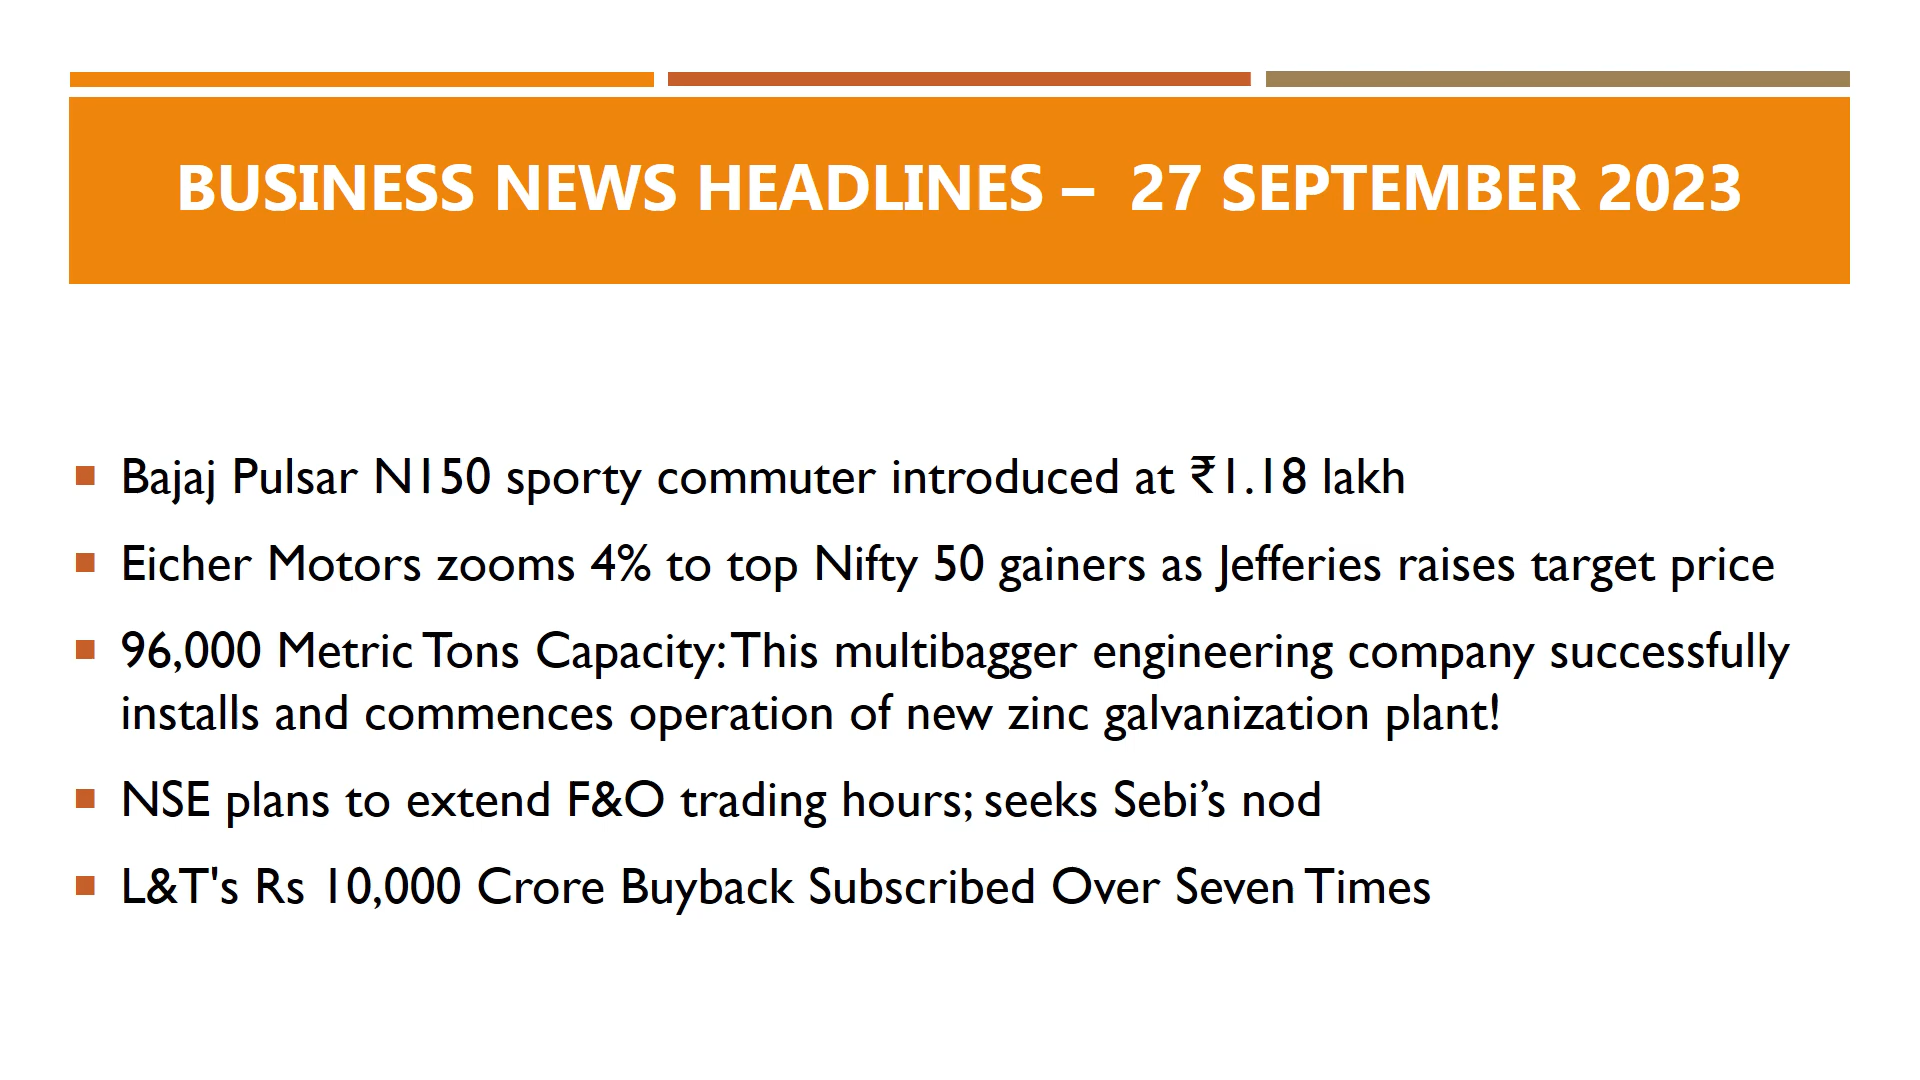 BUSINESS NEWS HEADLINES – 27 SEPTEMBER 2023
Bajaj Pulsar N150 sporty commuter introduced at ₹1.18 lakh
Eicher Motors zooms 4% to top Nifty 50 gainers as Jefferies raises target price
96,000 Metric Tons Capacity: This multibagger engineering company successfully
installs and commences operation of new zinc galvanization plant!
NSE plans to extend F&O trading hours; seeks Sebi’s nod
L&T's Rs 10,000 Crore Buyback Subscribed Over Seven Times